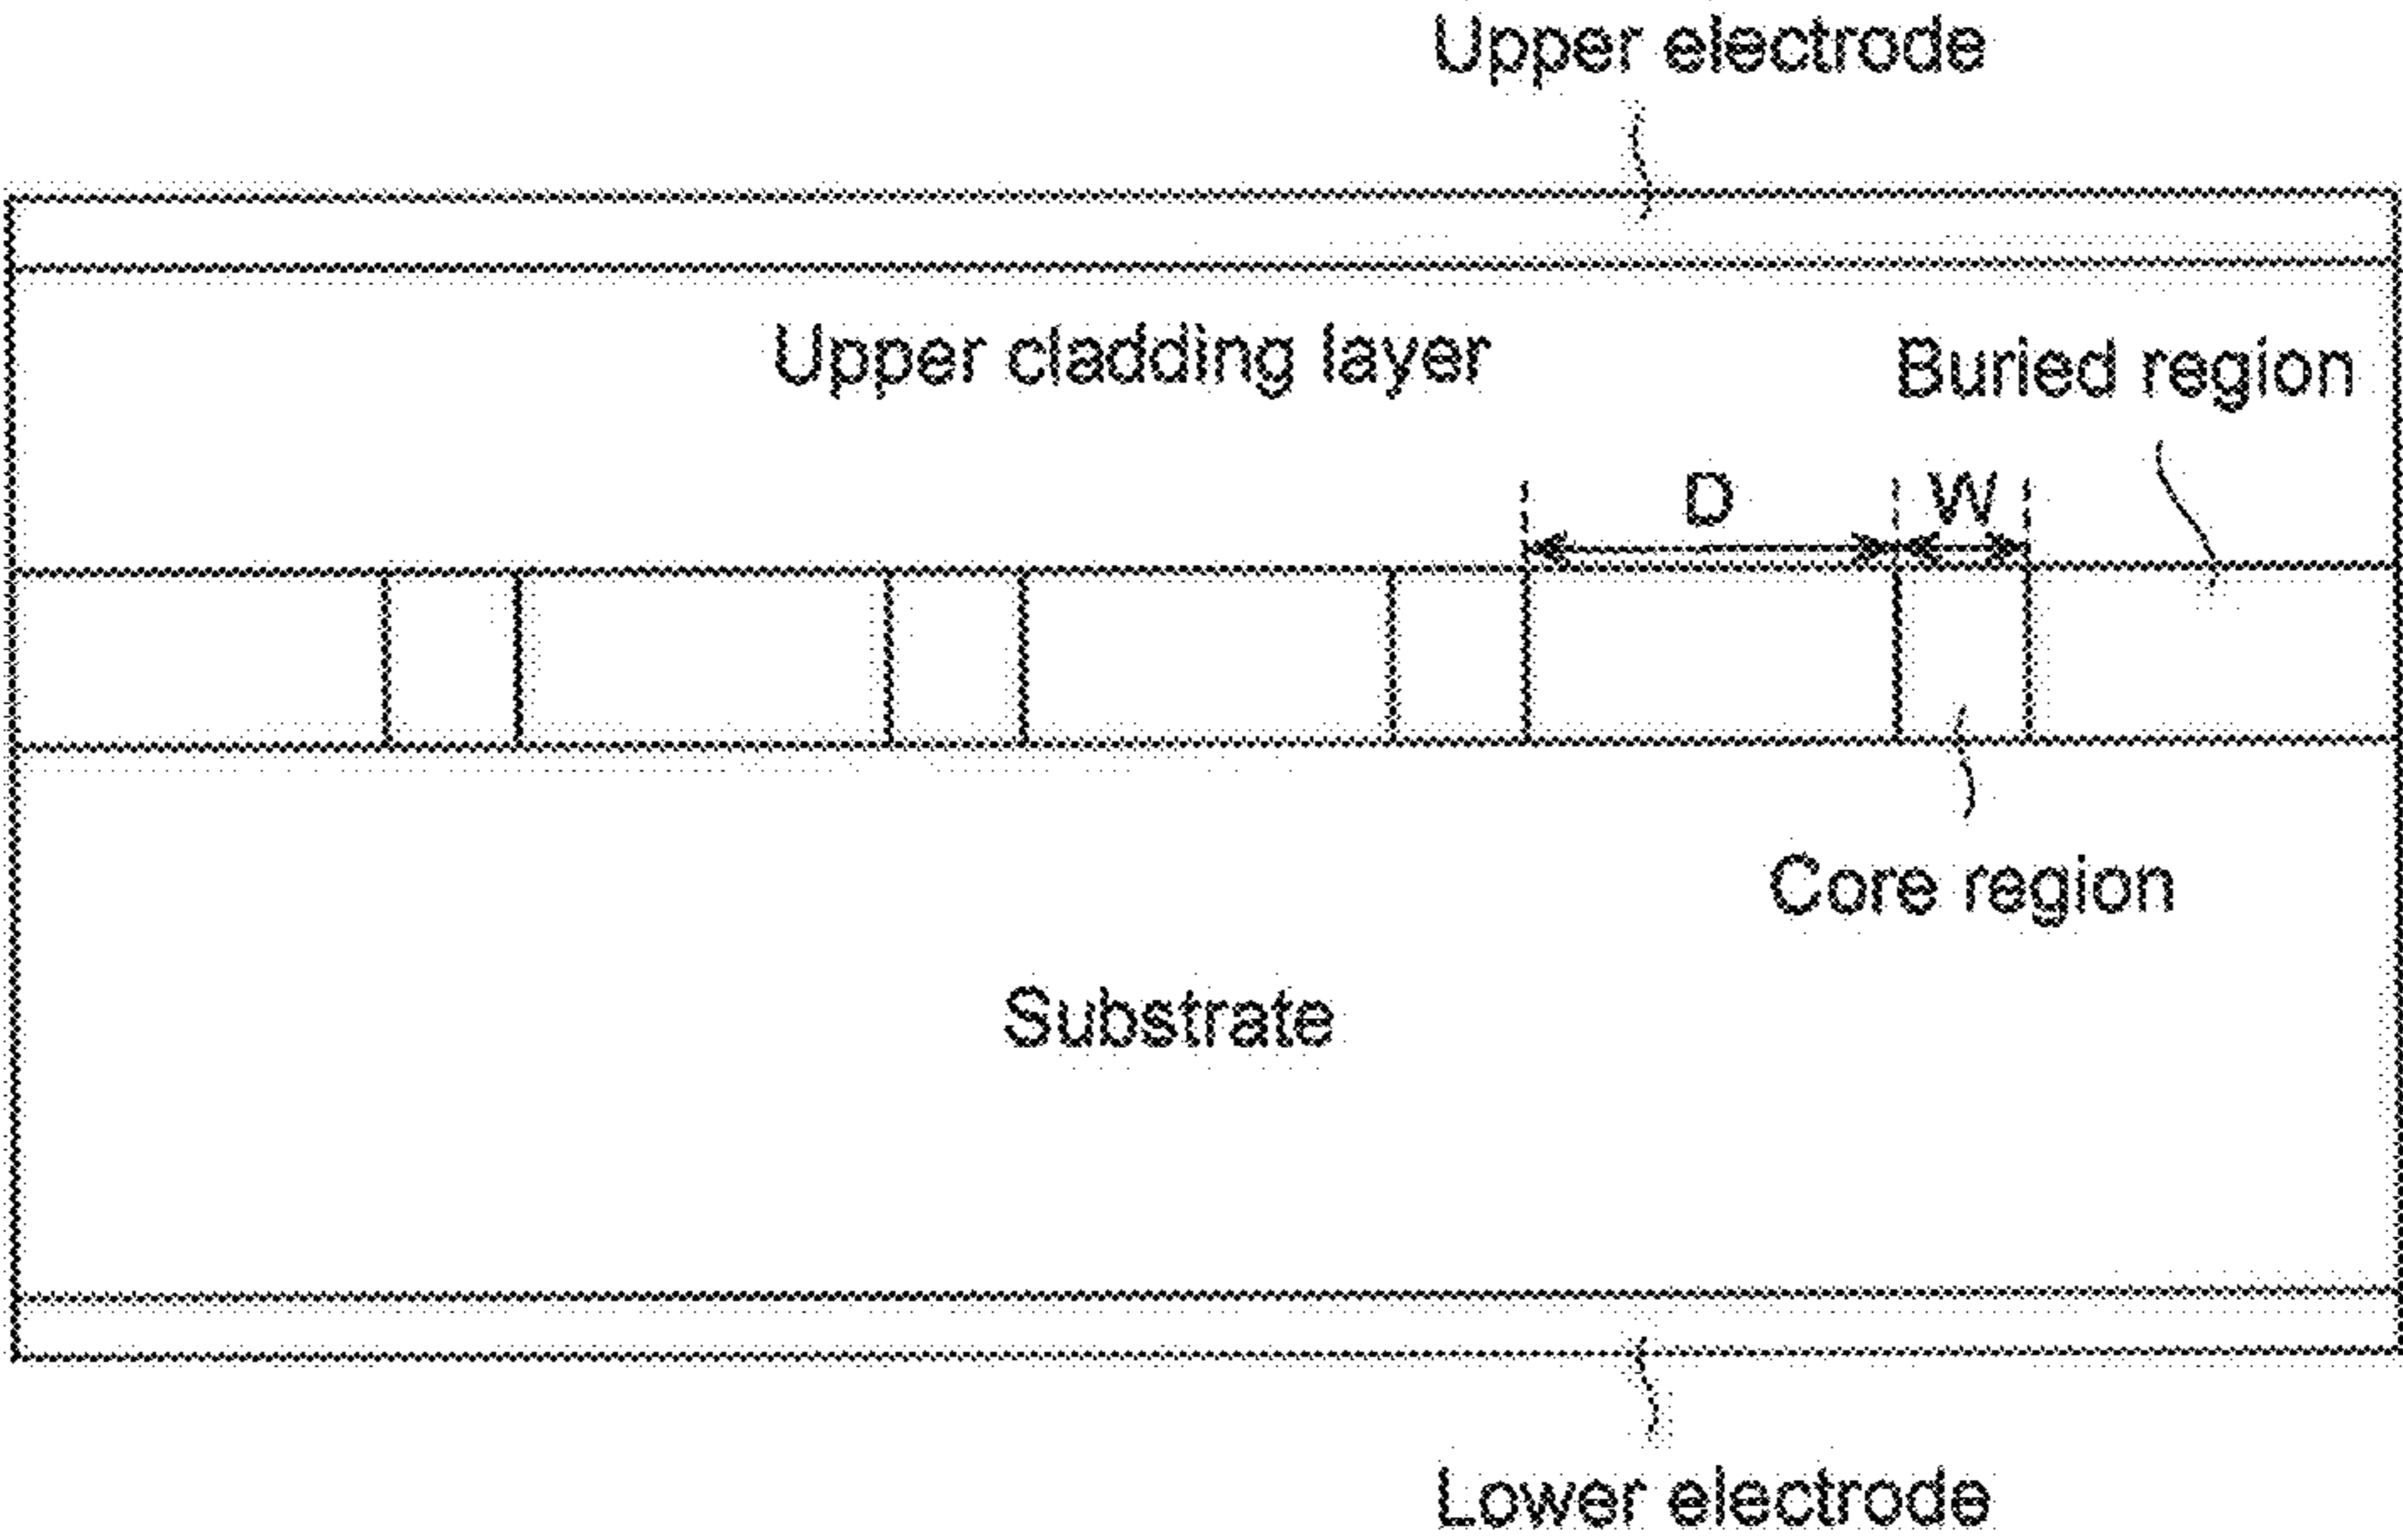 Upper electrode
Upper cladding layer
Buried region
D
W
Core region
Substrate
Lower electrode